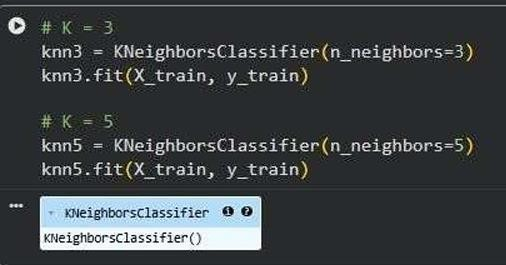 # K = 3
knn3 = KNeighborsClassifier(n_neighbors=3)
knn3.fit(X_train, y_train)
# K = 5
knn5 = KNeighborsClassifier(n_neighbors=5)
knn5.fit(X_train, y_train)
KNeighborsClassifier i ?
KNeighborsClassifier()